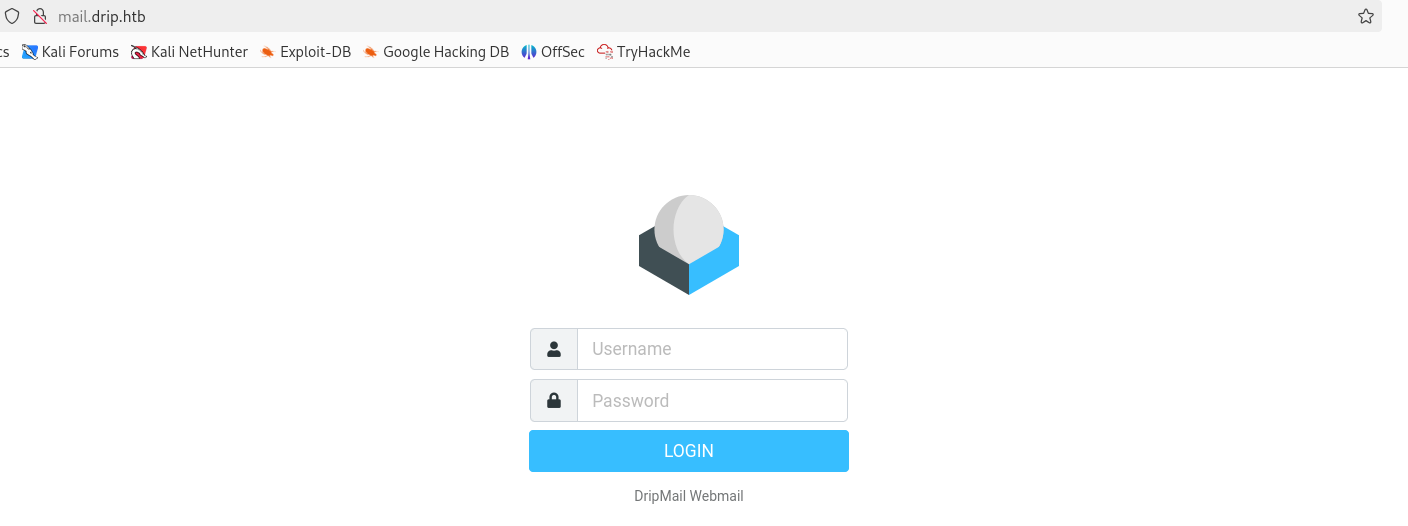 mail.drip.htb
cs Kali Forums Kali NetHunter Exploit-DB Google Hacking DB OffSec TryHackMe
Username
Password
LOGIN
DripMail Webmail